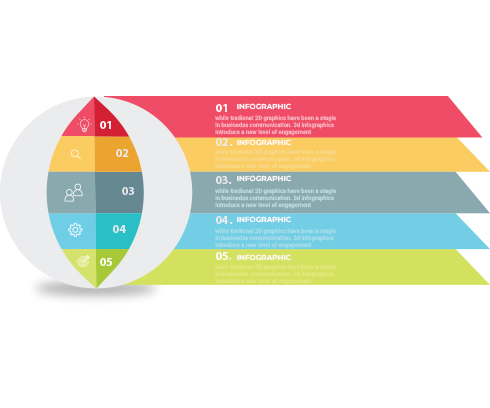 01
02
03
04
05
01 INFOGRAPHIC
while tradional 2D graphics have been a stagle
in businedss communication. 3d infographics
introduce a new level of engagement
02. INFOGRAPHIC
while tradional 2D graphics have been a stagle
in businedss communication. 3d infographics
introduce a new level of engagement
03. INFOGRAPHIC
while tradional 2D graphics have been a stagle
in businedss communication. 3d infographics
introduce a new level of engagement
04. INFOGRAPHIC
while tradional 2D graphics have been a stagle
in businedss communication. 3d infographics
introduce a new level of engagement
05. INFOGRAPHIC
while tradional 2D graphics have been a stagle
in businedss communication. 3d infographics
introduce a new level of engagement